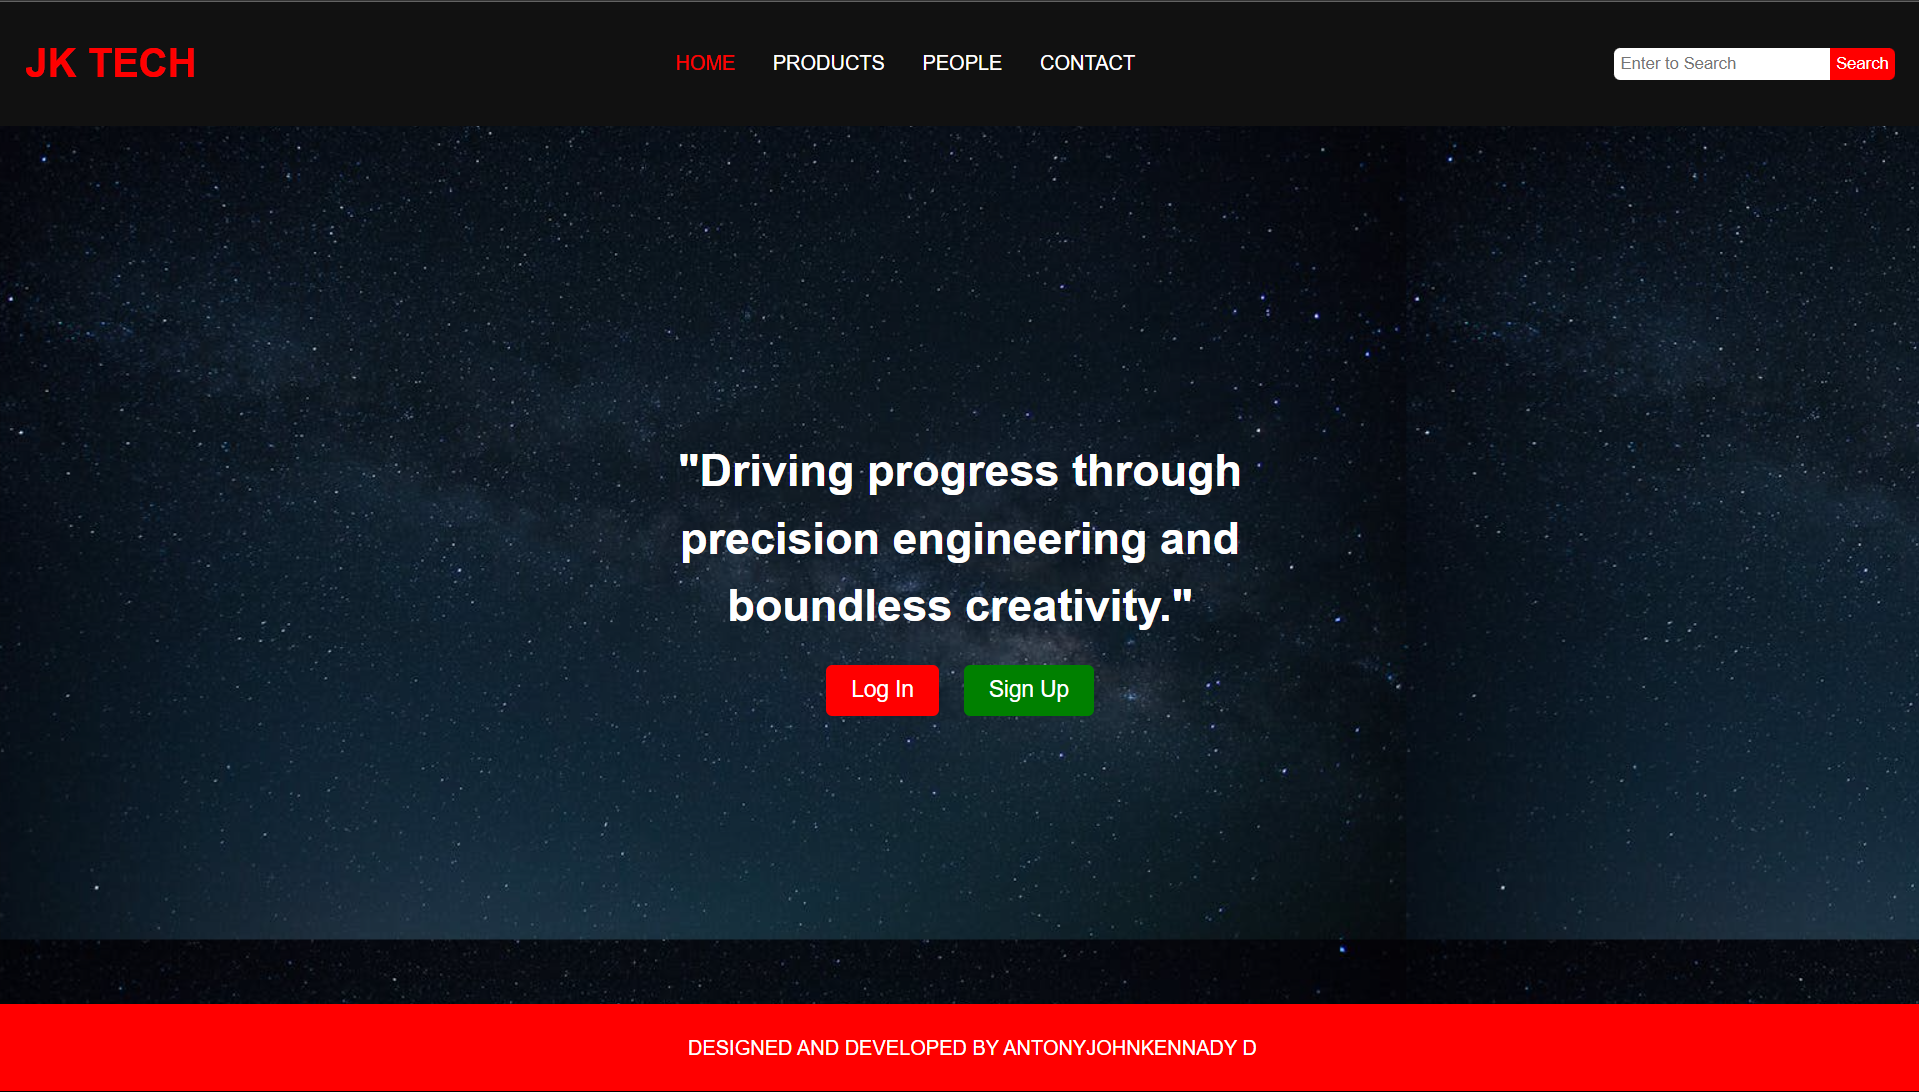 JK TECH
HOME PRODUCTS PEOPLE CONTACT
Enter to Search Search
"Driving progress through
precision engineering and
boundless creativity."
Log In Sign Up
DESIGNED AND DEVELOPED BY ANTONYJOHNKENNADY D